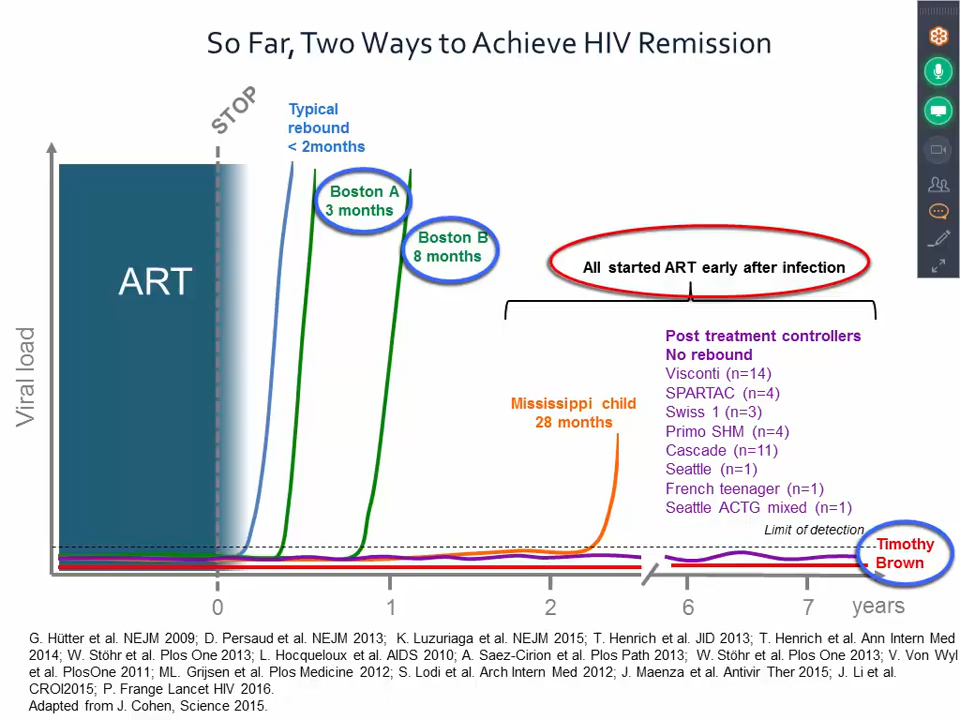 So Far, Two Ways to Achieve HIV Remission
STOP
Typical
rebound
< 2months
Boston A
3 months
Boston B
8 months
All started ART early after infection
ART
Viral load
Post treatment controllers
No rebound
Visconti (n=14)
SPARTAC (n=4)
Swiss 1 (n=3)
Primo SHM (n=4)
Cascade (n=11)
Seattle (n=1)
French teenager (n=1)
Seattle ACTG mixed (n=1)
Mississippi child
28 months
Limit of detection
Timothy
Brown
0 1 2 6 7 years
G. Hütter et al. NEJM 2009; D. Persaud et al. NEJM 2013; K. Luzuriaga et al. NEJM 2015; T. Henrich et al. JID 2013; T. Henrich et al. Ann Intern Med
2014; W. Stöhr et al. Plos One 2013; L. Hocqueloux et al. AIDS 2010; A. Saez-Cirion et al. Plos Path 2013; W. Stöhr et al. Plos One 2013; V. Von Wyl
et al. PlosOne 2011; ML. Grijsen et al. Plos Medicine 2012; S. Lodi et al. Arch Intern Med 2012; J. Maenza et al. Antivir Ther 2015; J. Li et al.
CROI2015; P. Frange Lancet HIV 2016.
Adapted from J. Cohen, Science 2015.